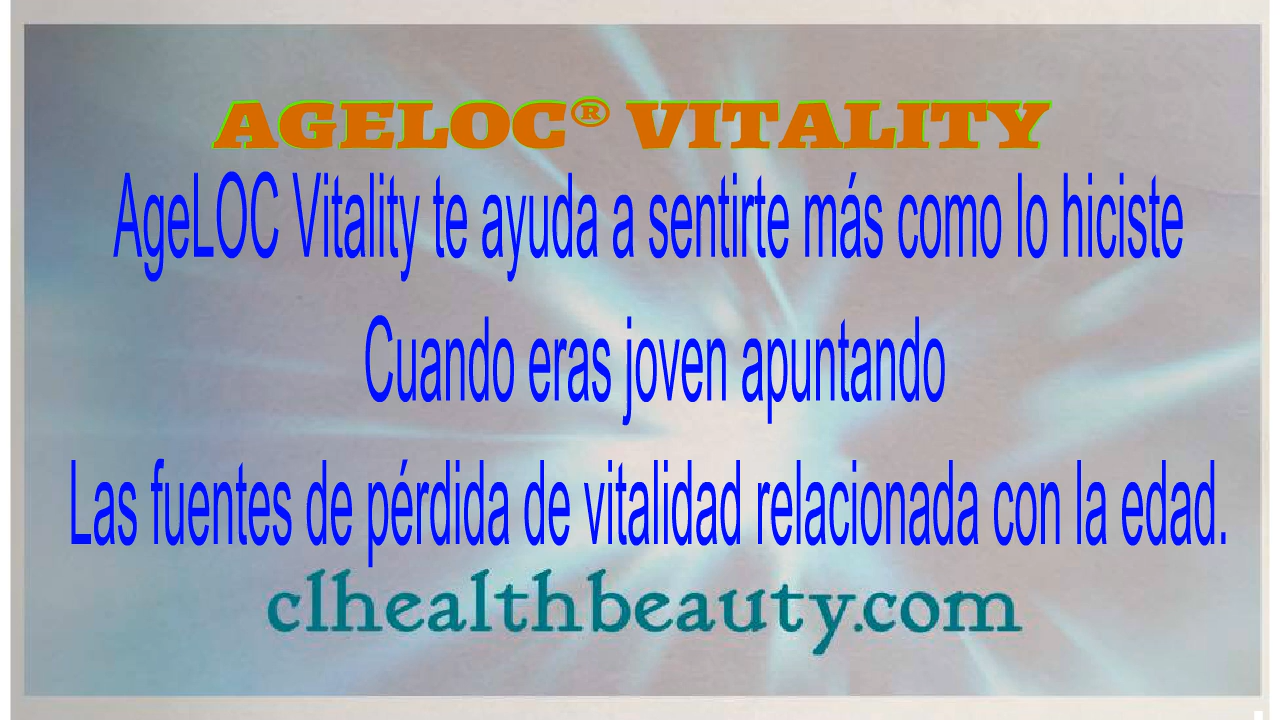 AGELOC® VITALITY
AgeLOC Vitality te ayuda a sentirte más como lo hiciste
Cuando eras joven apuntando
Las fuentes de pérdida de vitalidad relacionada con la edad.
clhealthbeauty.com